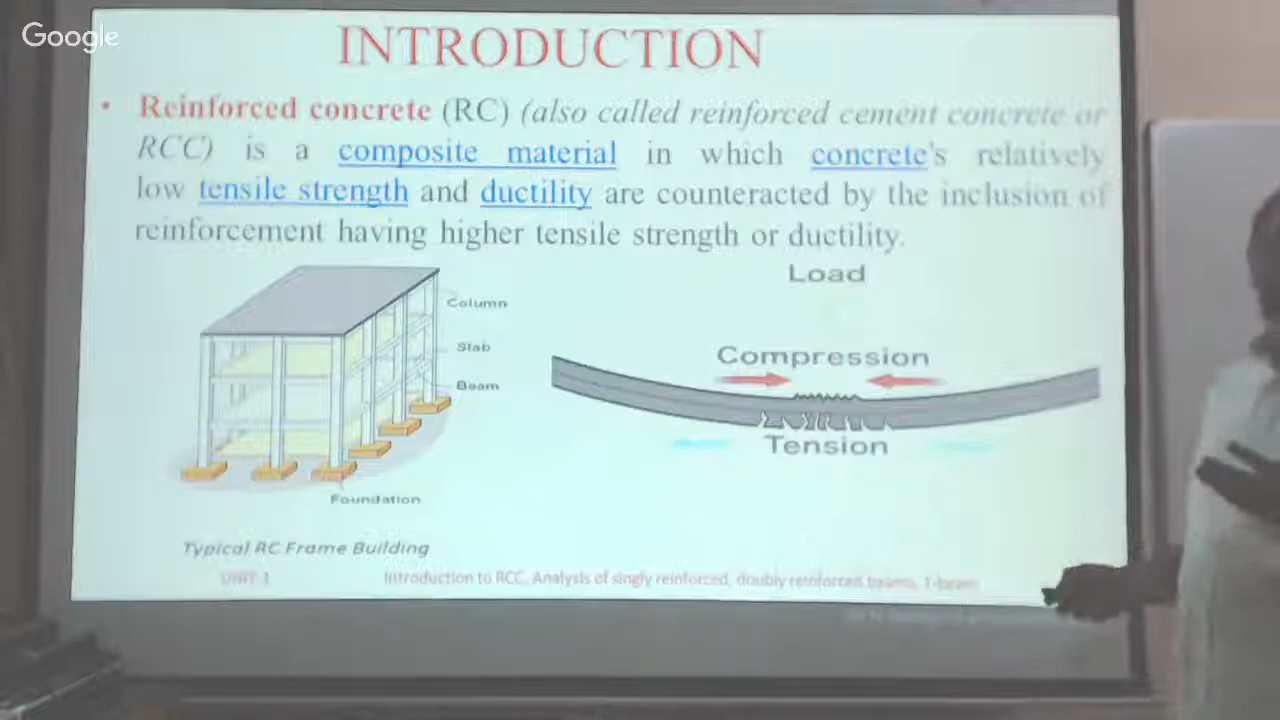 Google
INTRODUCTION
• Reinforced concrete (RC) (also called reinforced cement concrete or
RCC) is a composite material in which concrete's relatively
low tensile strength and ductility are counteracted by the inclusion of
reinforcement having higher tensile strength or ductility.
Load
Column
Slab
Beam
Compression
Tension
Foundation
Typical RC Frame Building
UNIT-1
Introduction to RCC, Analysis of singly reinforced, doubly reinforced beams, T-beam